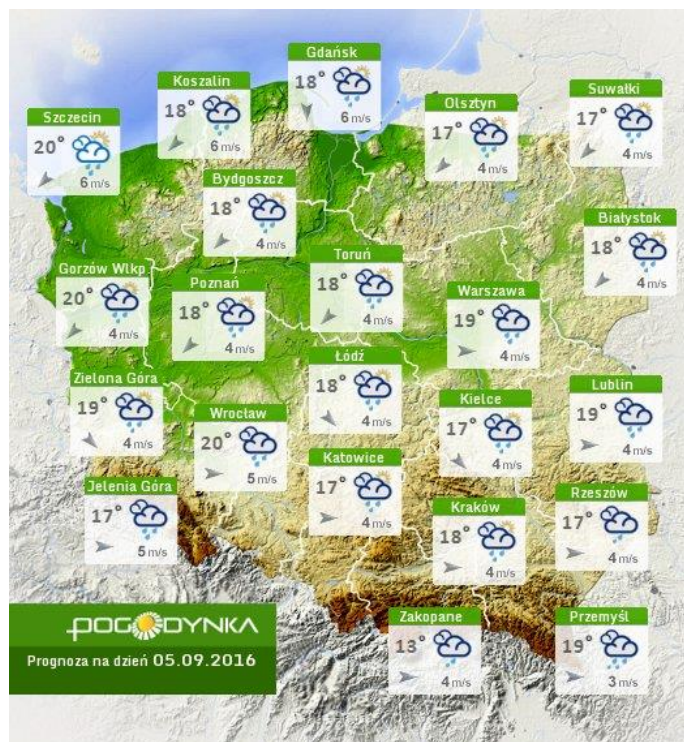 Gdańsk
18°
6 m/s
Koszalin
18°
6 m/s
Suwałki
17°
4 m/s
Olsztyn
17°
4 m/s
Szczecin
20°
6 m/s
Bydgoszcz
18°
4 m/s
Białystok
18°
4 m/s
Toruń
18°
4 m/s
Gorzów Wlkp
20°
4 m/s
Poznań
18°
4 m/s
Warszawa
19°
4 m/s
Łódź
18°
4 m/s
Zielona Góra
19°
4 m/s
Lublin
19°
4 m/s
Kielce
17°
4 m/s
Wrocław
20°
5 m/s
Katowice
17°
4 m/s
Jelenia Góra
17°
5 m/s
Rzeszów
17°
4 m/s
Kraków
18°
4 m/s
Zakopane
13°
4 m/s
Przemyśl
19°
3 m/s
POGODYNKA
Prognoza na dzień 05.09.2016